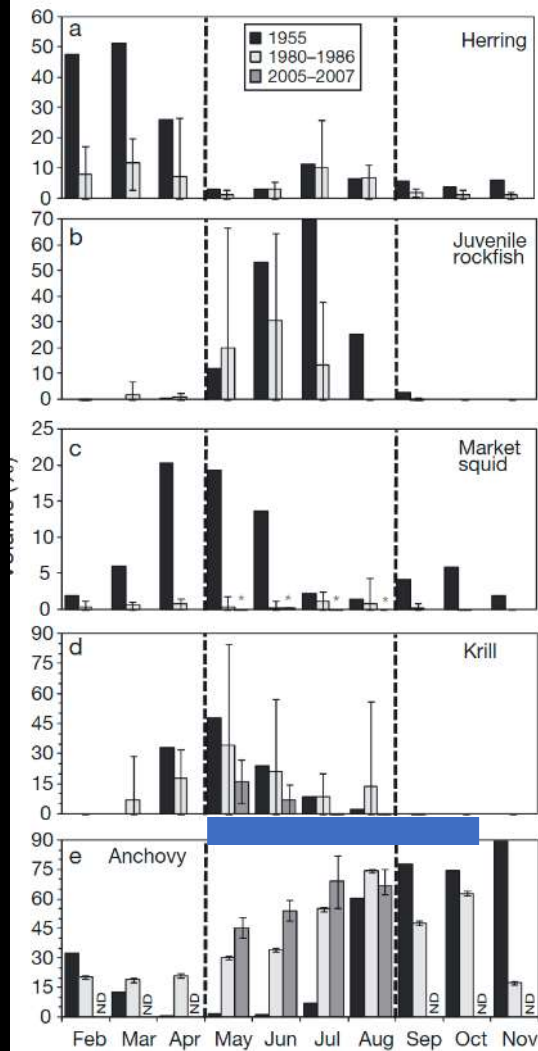 60
a
1955
1980–1986
2005–2007
Herring
50
40
30
20
10
0
70
b
Juvenile
rockfish
60
50
40
30
20
10
0
25
c
Market
squid
20
15
10
5
0
* * * *
90
d
Krill
75
60
45
30
15
0
90
e Anchovy
75
60
45
30
15
0
ND ND ND ND ND ND
Feb Mar Apr May Jun Jul Aug Sep Oct Nov